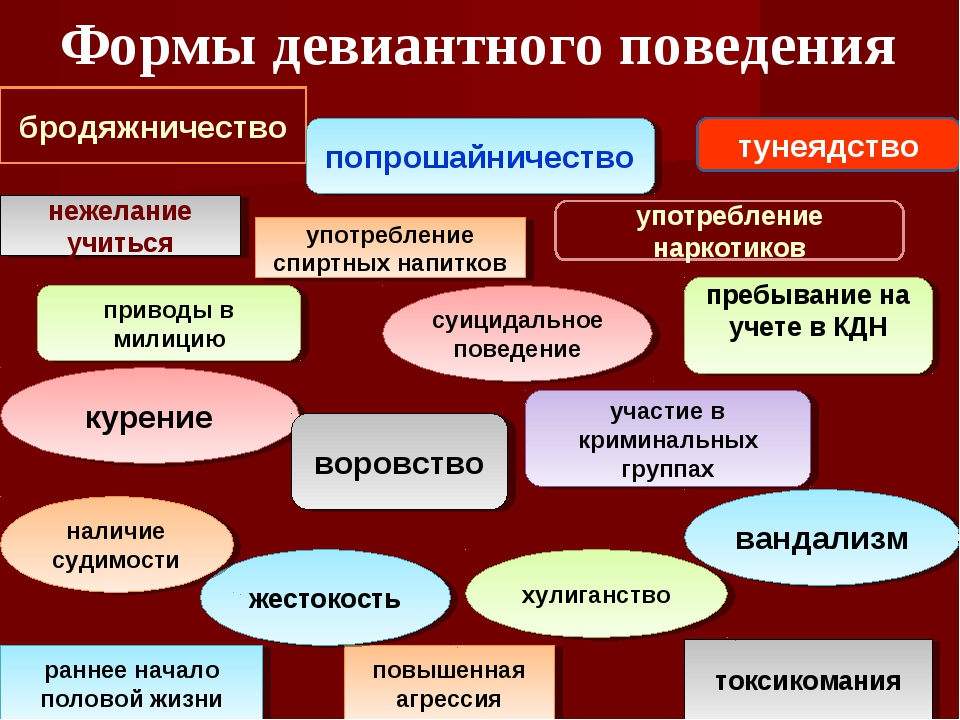 Формы девиантного поведения
бродяжничество
попрошайничество
тунеядство
нежелание
учиться
употребление
спиртных напитков
употребление
наркотиков
приводы в
милицию
суицидальное
поведение
пребывание на
учете в КДН
курение
воровство
участие в
криминальных
группах
наличие
судимости
вандализм
жестокость
хулиганство
раннее начало
половой жизни
повышенная
агрессия
токсикомания